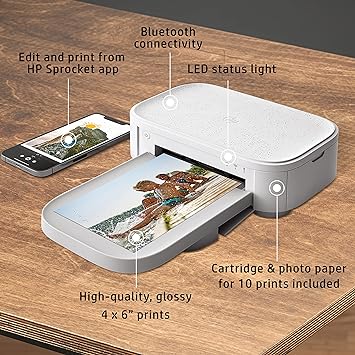 Bluetooth
connectivity
Edit and print from
HP Sprocket app
LED status light
Cartridge & photo paper
for 10 prints included
High-quality, glossy
4 x 6” prints